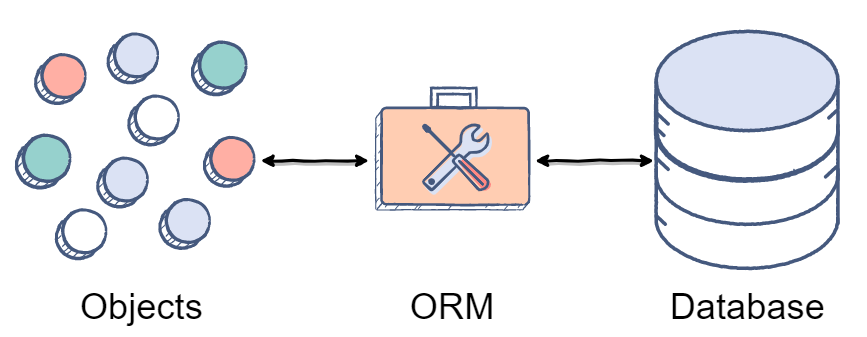 Objects
ORM
Database